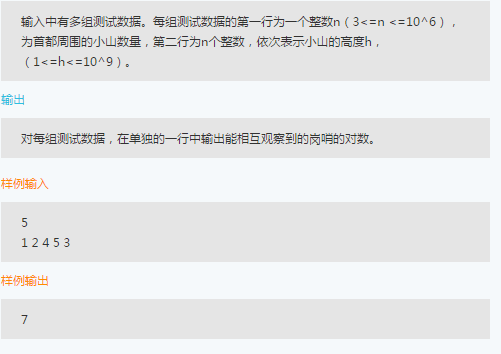 输入中有多组测试数据。每组测试数据的第一行为一个整数n（3<=n <=10^6），
为首都周围的小山数量，第二行为n个整数，依次表示小山的高度h，
（1<=h<=10^9）。
输出
对每组测试数据，在单独的一行中输出能相互观察到的岗哨的对数。
样例输入
5
1 2 4 5 3
样例输出
7